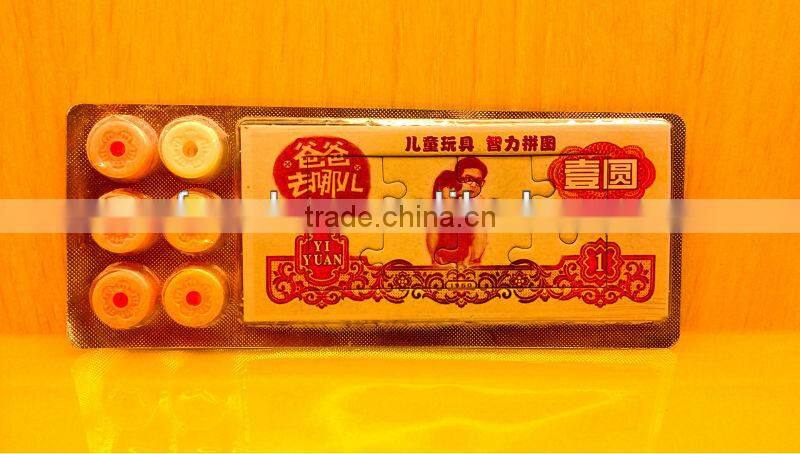 儿童玩具 智力拼图
爸爸
去哪儿
壹圆
trade.china.cn
YI
YUAN
1
1980